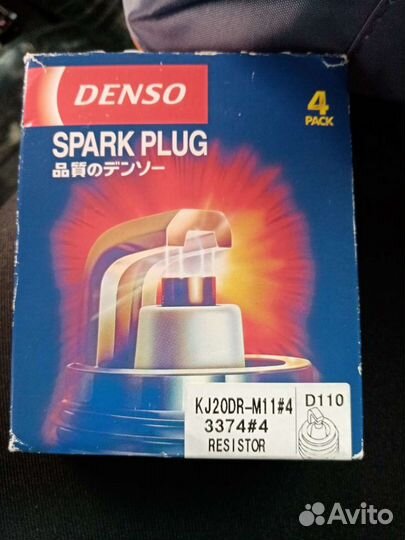 DENSO
4
PACK
SPARK PLUG
品質のデンソー
KJ20DR-M11#4
D110
3374#4
RESISTOR
Avito